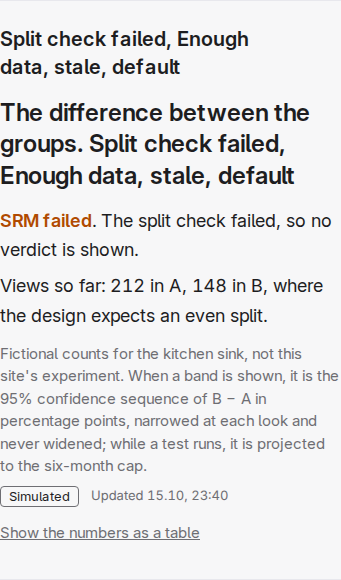 Split check failed, Enough
data, stale, default
The difference between the
groups. Split check failed,
Enough data, stale, default
SRM failed. The split check failed, so no
verdict is shown.
Views so far: 212 in A, 148 in B, where
the design expects an even split.
Fictional counts for the kitchen sink, not this
site's experiment. When a band is shown, it is the
95% confidence sequence of B − A in
percentage points, narrowed at each look and
never widened; while a test runs, it is projected
to the six-month cap.
Simulated Updated 15.10, 23:40
Show the numbers as a table